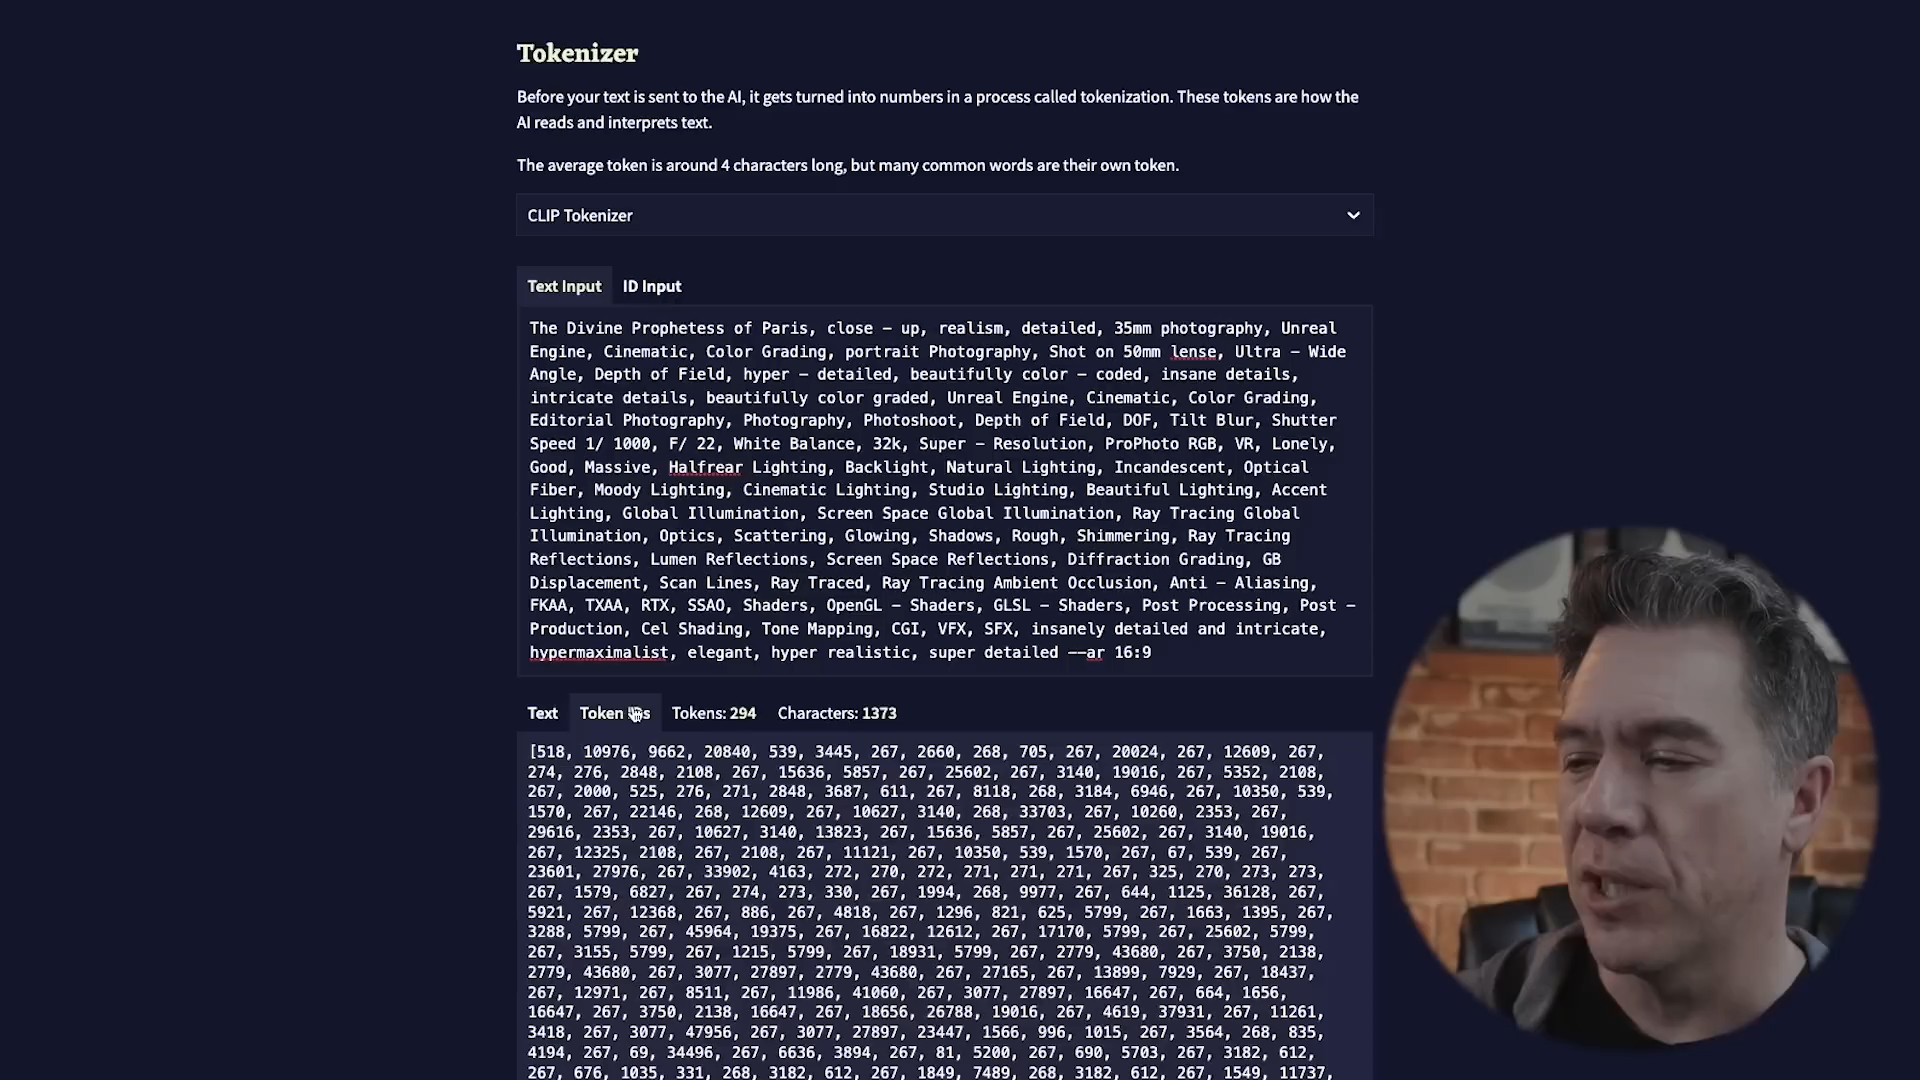 Tokenizer
Before your text is sent to the AI, it gets turned into numbers in a process called tokenization. These tokens are how the
AI reads and interprets text.
The average token is around 4 characters long, but many common words are their own token.
CLIP Tokenizer
Text Input ID Input
The Divine Prophetess of Paris, close – up, realism, detailed, 35mm photography, Unreal
Engine, Cinematic, Color Grading, portrait Photography, Shot on 50mm lense, Ultra – Wide
Angle, Depth of Field, hyper – detailed, beautifully color – coded, insane details,
intricate details, beautifully color graded, Unreal Engine, Cinematic, Color Grading,
Editorial Photography, Photography, Photoshoot, Depth of Field, DOF, Tilt Blur, Shutter
Speed 1/ 1000, F/ 22, White Balance, 32k, Super – Resolution, ProPhoto RGB, VR, Lonely,
Good, Massive, Halfrear Lighting, Backlight, Natural Lighting, Incandescent, Optical
Fiber, Moody Lighting, Cinematic Lighting, Studio Lighting, Beautiful Lighting, Accent
Lighting, Global Illumination, Screen Space Global Illumination, Ray Tracing Global
Illumination, Optics, Scattering, Glowing, Shadows, Rough, Shimmering, Ray Tracing
Reflections, Lumen Reflections, Screen Space Reflections, Diffraction Grading, GB
Displacement, Scan Lines, Ray Traced, Ray Tracing Ambient Occlusion, Anti – Aliasing,
FKAA, TXAA, RTX, SSAO, Shaders, OpenGL – Shaders, GLSL – Shaders, Post Processing, Post –
Production, Cel Shading, Tone Mapping, CGI, VFX, SFX, insanely detailed and intricate,
hypermaximalist, elegant, hyper realistic, super detailed ––ar 16:9
Text Token Tokens: 294 Characters: 1373
[518, 10976, 9662, 20840, 539, 3445, 267, 2660, 268, 705, 267, 20024, 267, 12609, 267,
274, 276, 2848, 2108, 267, 15636, 5857, 267, 25602, 267, 3140, 19016, 267, 5352, 2108,
267, 2000, 525, 276, 271, 2848, 3687, 611, 267, 8118, 268, 3184, 6946, 267, 10350, 539,
1570, 267, 22146, 268, 12609, 267, 10627, 3140, 268, 33703, 267, 10260, 2353, 267,
29616, 2353, 267, 10627, 3140, 13823, 267, 15636, 5857, 267, 25602, 267, 3140, 19016,
267, 12325, 2108, 267, 2108, 267, 11121, 267, 10350, 539, 1570, 267, 67, 539, 267,
23601, 27976, 267, 33902, 4163, 272, 270, 272, 271, 271, 271, 267, 325, 270, 273, 273,
267, 1579, 6827, 267, 274, 273, 330, 267, 1994, 268, 9977, 267, 644, 1125, 36128, 267,
5921, 267, 12368, 267, 886, 267, 4818, 267, 1296, 821, 625, 5799, 267, 1663, 1395, 267,
3288, 5799, 267, 45964, 19375, 267, 16822, 12612, 267, 17170, 5799, 267, 25602, 5799,
267, 3155, 5799, 267, 1215, 5799, 267, 18931, 5799, 267, 2779, 43680, 267, 3750, 2138,
2779, 43680, 267, 3077, 27897, 2779, 43680, 267, 27165, 267, 13899, 7929, 267, 18437,
267, 12971, 267, 8511, 267, 11986, 41060, 267, 3077, 27897, 16647, 267, 664, 1656,
16647, 267, 3750, 2138, 16647, 267, 18656, 26788, 19016, 267, 4619, 37931, 267, 11261,
3418, 267, 3077, 47956, 267, 3077, 27897, 23447, 1566, 996, 1015, 267, 3564, 268, 835,
4194, 267, 69, 34496, 267, 6636, 3894, 267, 81, 5200, 267, 690, 5703, 267, 3182, 612,
267, 676, 1035, 331, 268, 3182, 612, 267, 1849, 7489, 268, 3182, 612, 267, 1549, 11737,